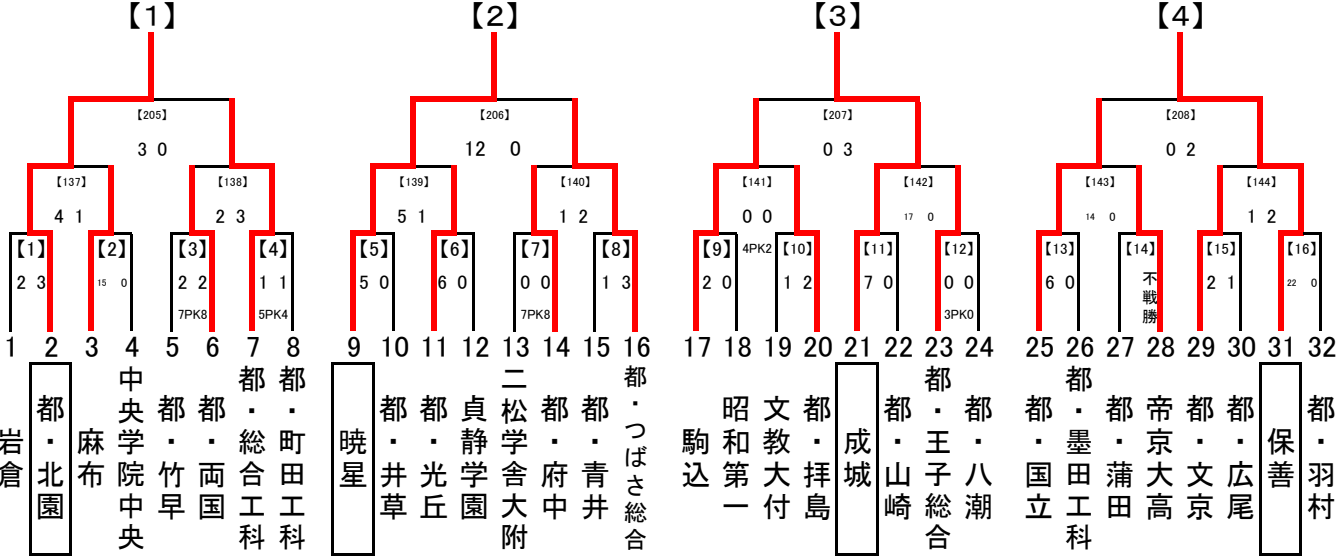 【1】 【2】 【3】 【4】
【205】 【206】 【207】 【208】
3 0 12 0 0 3 0 2
【137】 【138】 【139】 【140】 【141】 【142】 【143】 【144】
4 1 2 3 5 1 1 2 0 0 17 0 14 0 1 2
4PK2
【1】 【2】 【3】 【4】 【5】 【6】 【7】 【8】 【9】 【10】 【11】 【12】 【13】 【14】 【15】 【16】
2 3 15 0 2 2 1 1 5 0 6 0 0 0 1 3 2 0 1 2 7 0 0 0 6 0 不戦勝 2 1 22 0
7PK8 5PK4 7PK8 3PK0
1 2 3 4 5 6 7 8 9 10 11 12 13 14 15 16 17 18 19 20 21 22 23 24 25 26 27 28 29 30 31 32
岩倉
都・北園
麻布
中央学院中央
都・竹早
都・両国
都・総合工科
都・町田工科
暁星
都・井草
都・光丘
貞静学園
二松学舎大附
都・府中
都・青井
都・つばさ総合
駒込
昭和第一
文教大付
都・拝島
成城
都・山崎
都・王子総合
都・八潮
都・国立
都・墨田工科
都・蒲田
帝京大高
都・文京
都・広尾
保善
都・羽村